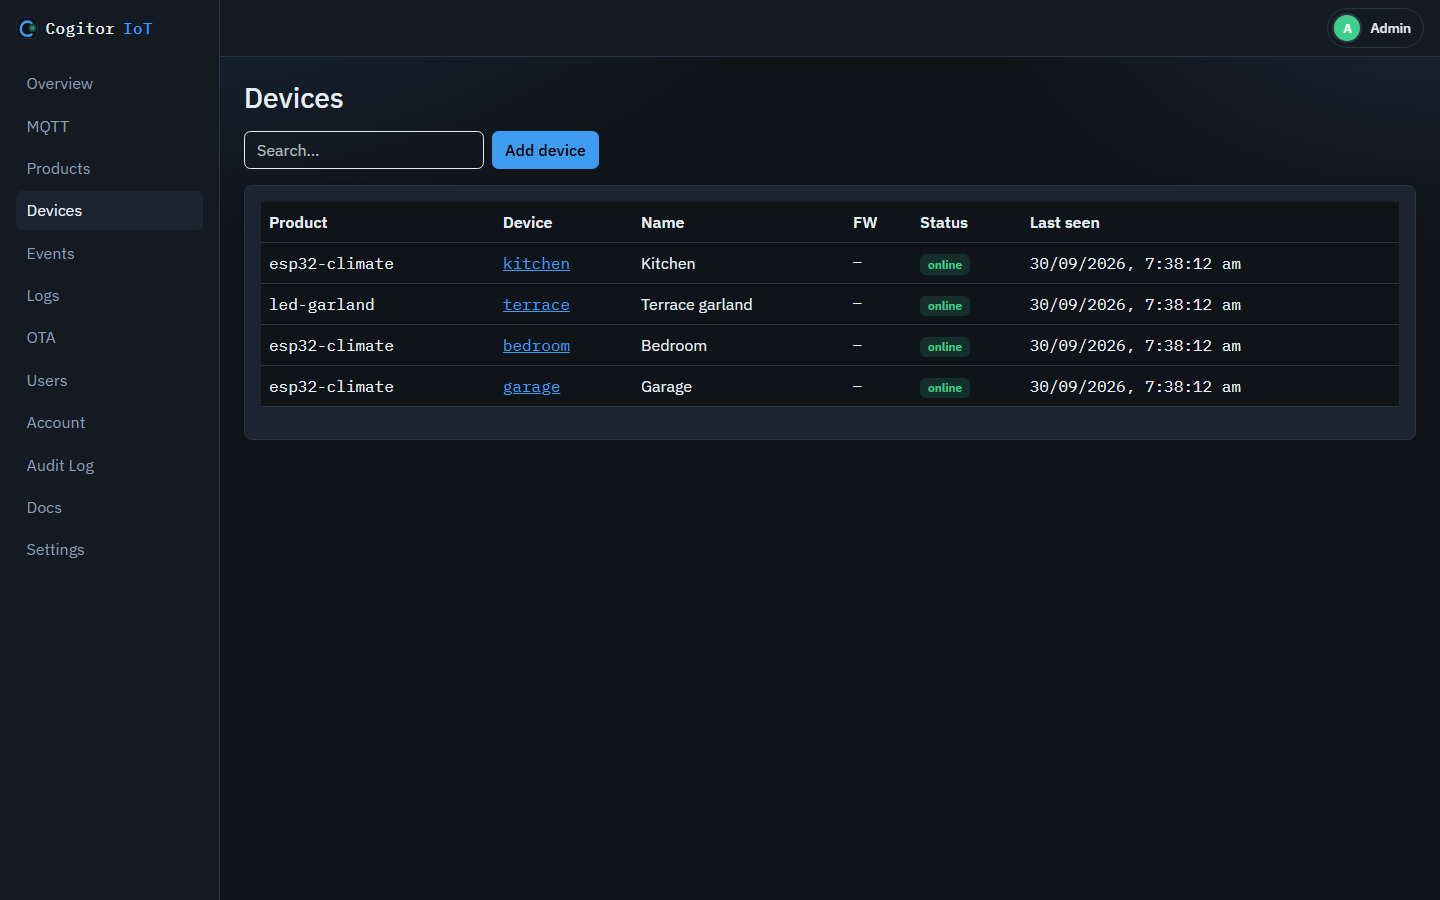 Cogitor IoT
A Admin
Overview
MQTT
Products
Devices
Events
Logs
OTA
Users
Account
Audit Log
Docs
Settings
Devices
Search...
Add device
Product Device Name FW Status Last seen
esp32-climate kitchen Kitchen — online 30/09/2026, 7:38:12 am
led-garland terrace Terrace garland — online 30/09/2026, 7:38:12 am
esp32-climate bedroom Bedroom — online 30/09/2026, 7:38:12 am
esp32-climate garage Garage — online 30/09/2026, 7:38:12 am